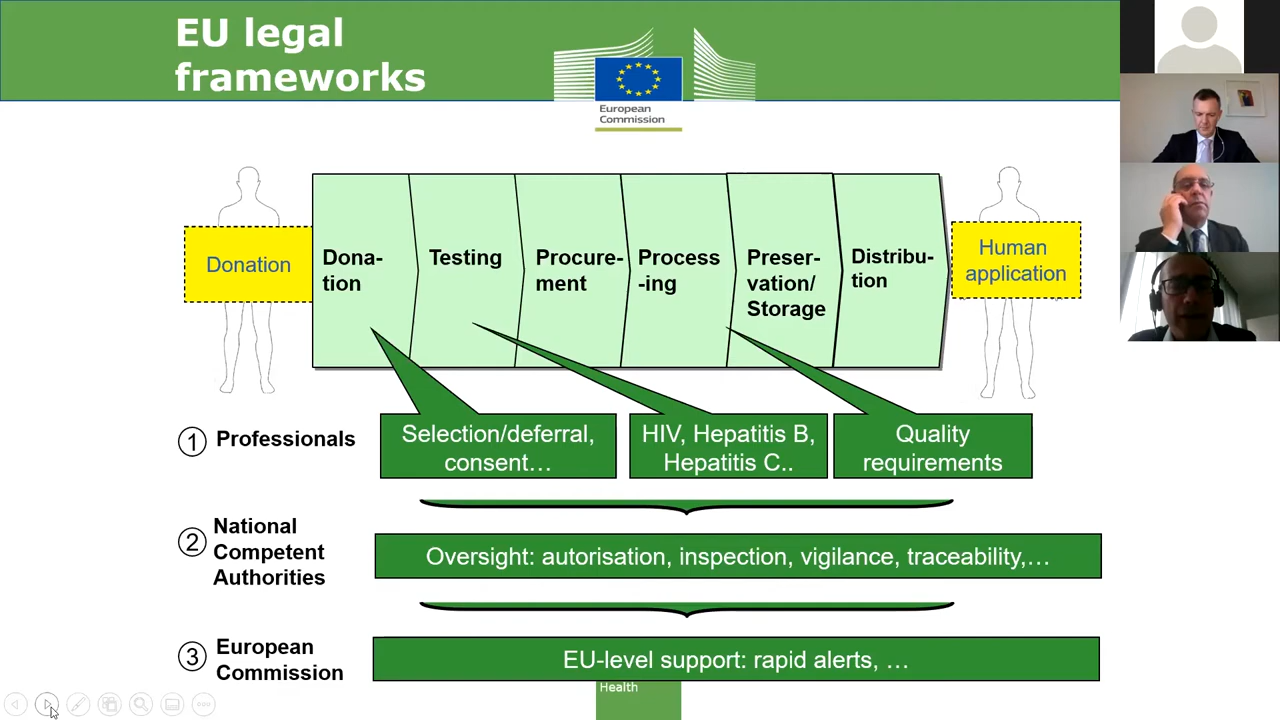 EU legal
frameworks
European
Commission
Donation
Dona-
tion
Testing
Procure-
ment
Process
-ing
Preser-
vation/
Storage
Distribu-
tion
Human
application
① Professionals
Selection/deferral,
consent…
HIV, Hepatitis B,
Hepatitis C..
Quality
requirements
② National
Competent
Authorities
Oversight: autorisation, inspection, vigilance, traceability,…
③ European
Commission
EU-level support: rapid alerts, …
Health